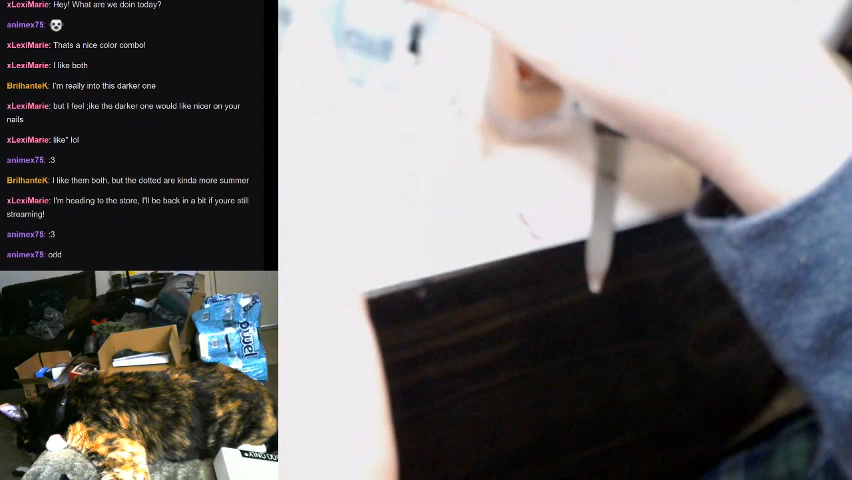 xLexiMarie: Hey! What are we doin today?
animex75:
xLexiMarie: Thats a nice color combo!
xLexiMarie: I like both
BrilhanteK: I'm really into this darker one
xLexiMarie: but I feel ;ike the darker one would like nicer on your
nails
xLexiMarie: like* lol
animex75: :3
BrilhanteK: I like them both, but the dotted are kinda more summer
xLexiMarie: I'm heading to the store, I'll be back in a bit if youre still
streaming!
animex75: :3
animex75: odd